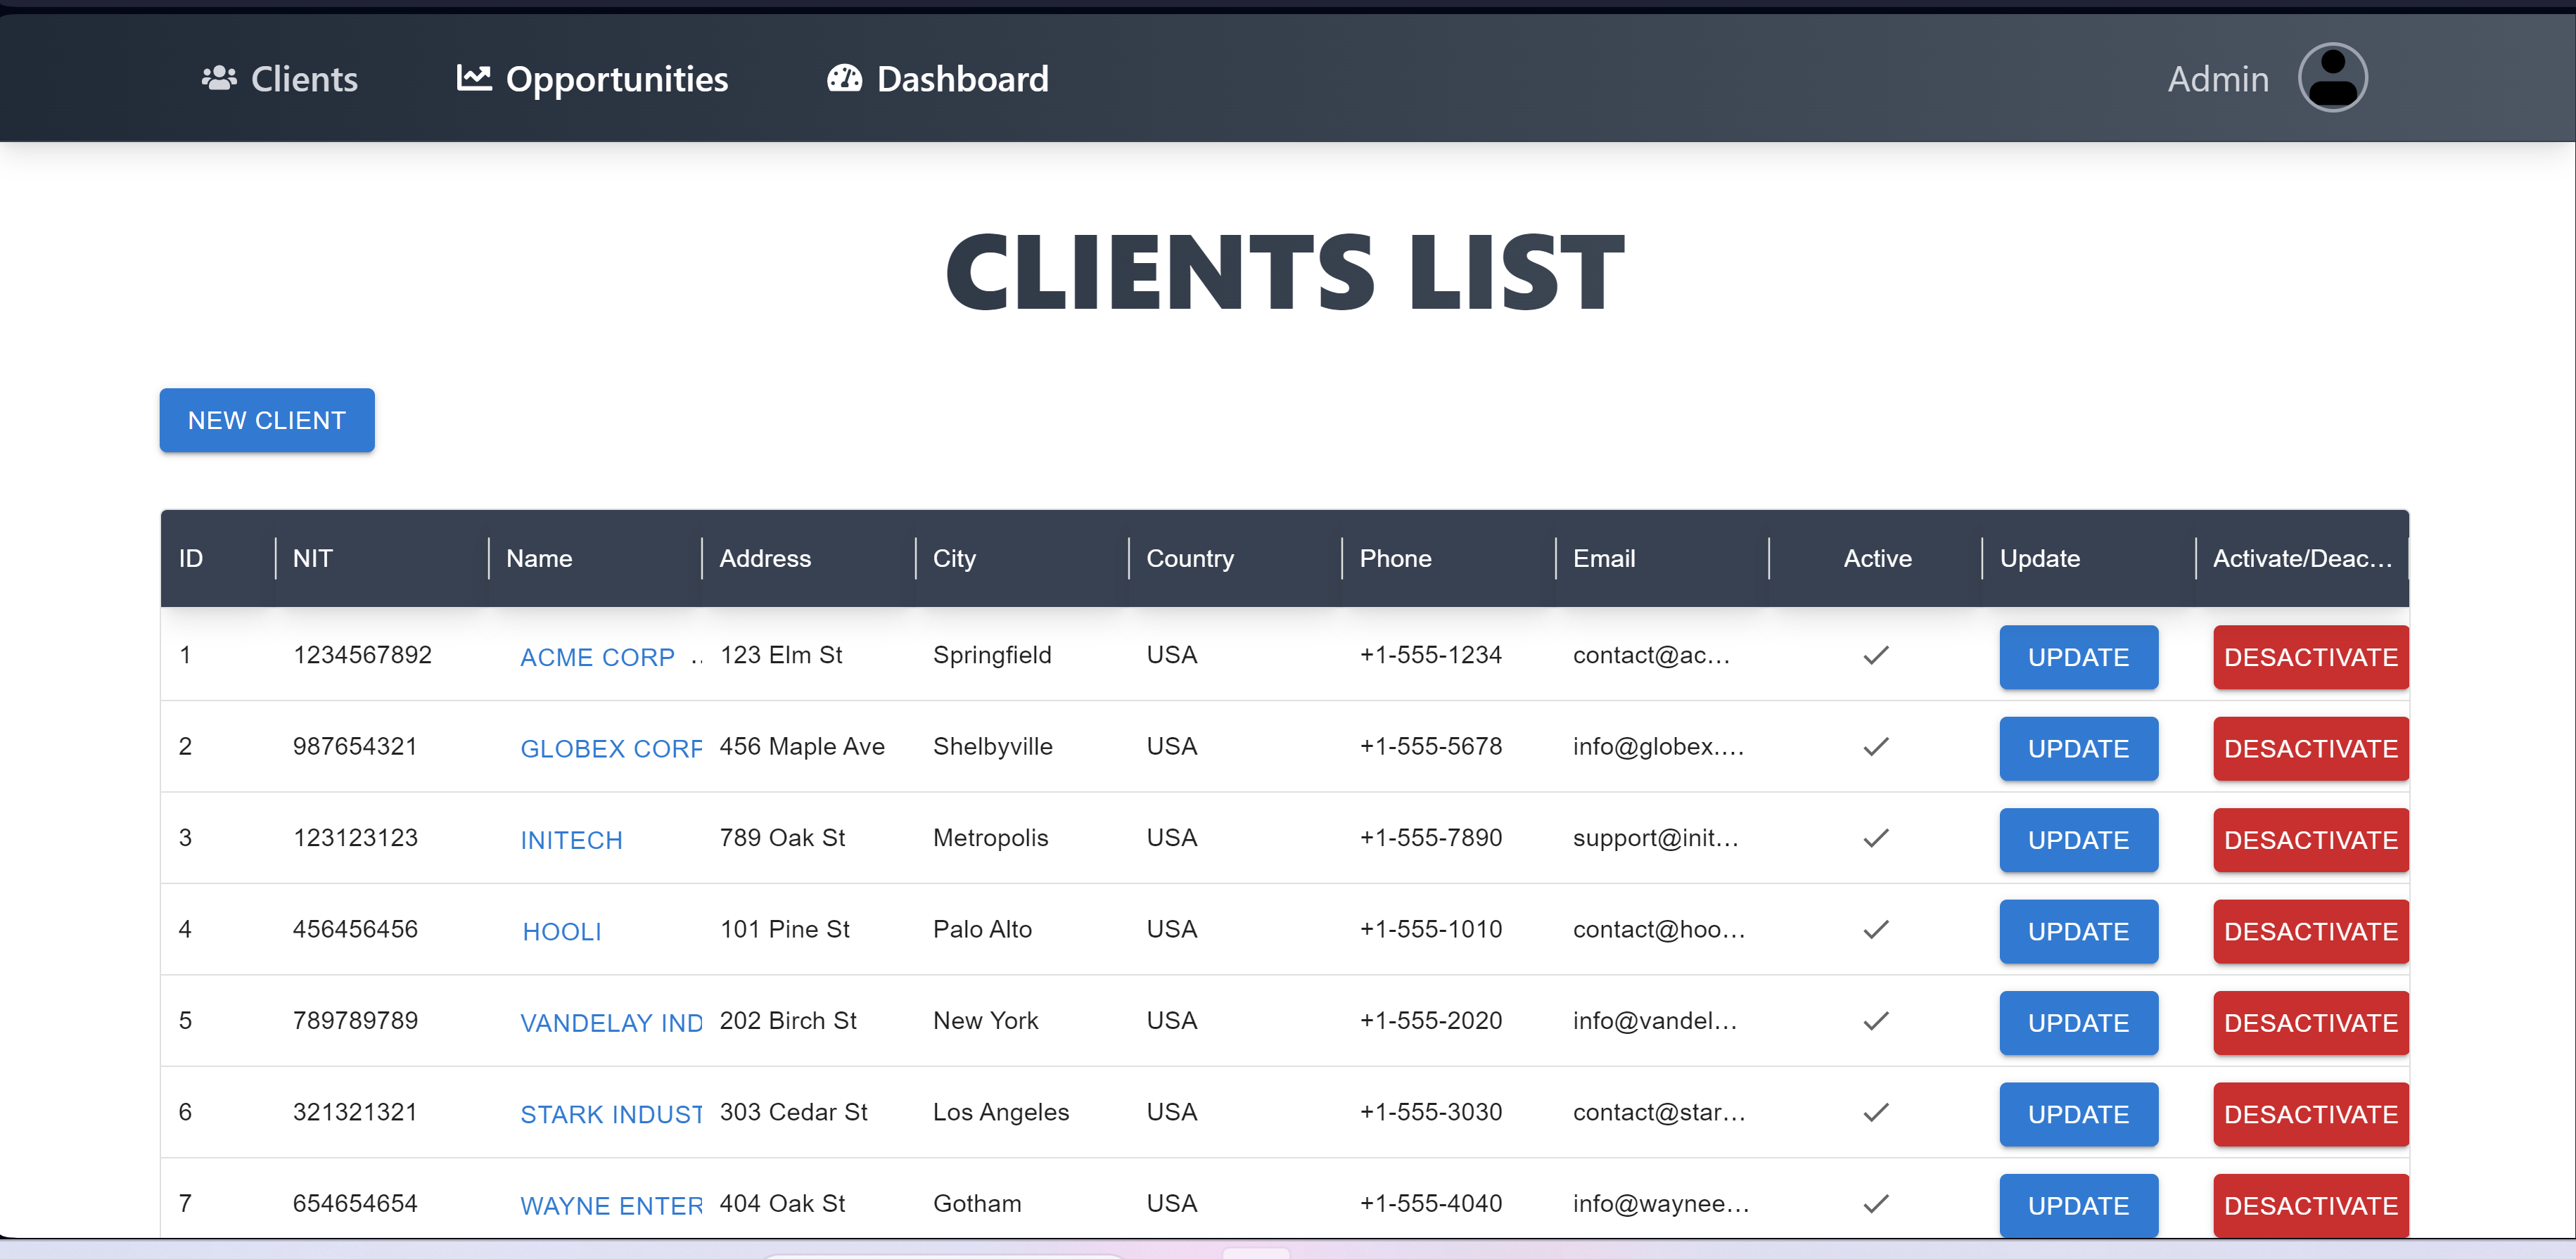 Clients Opportunities Dashboard Admin
CLIENTS LIST
NEW CLIENT
ID NIT Name Address City Country Phone Email Active Update Activate/Deac...
1 1234567892 ACME CORP .. 123 Elm St Springfield USA +1-555-1234 contact@ac... UPDATE DESACTIVATE
2 987654321 GLOBEX CORP 456 Maple Ave Shelbyville USA +1-555-5678 info@globex.... UPDATE DESACTIVATE
3 123123123 INITECH 789 Oak St Metropolis USA +1-555-7890 support@init... UPDATE DESACTIVATE
4 456456456 HOOLI 101 Pine St Palo Alto USA +1-555-1010 contact@hoo... UPDATE DESACTIVATE
5 789789789 VANDELAY IND 202 Birch St New York USA +1-555-2020 info@vandel... UPDATE DESACTIVATE
6 321321321 STARK INDUST 303 Cedar St Los Angeles USA +1-555-3030 contact@star... UPDATE DESACTIVATE
7 654654654 WAYNE ENTER 404 Oak St Gotham USA +1-555-4040 info@waynee... UPDATE DESACTIVATE